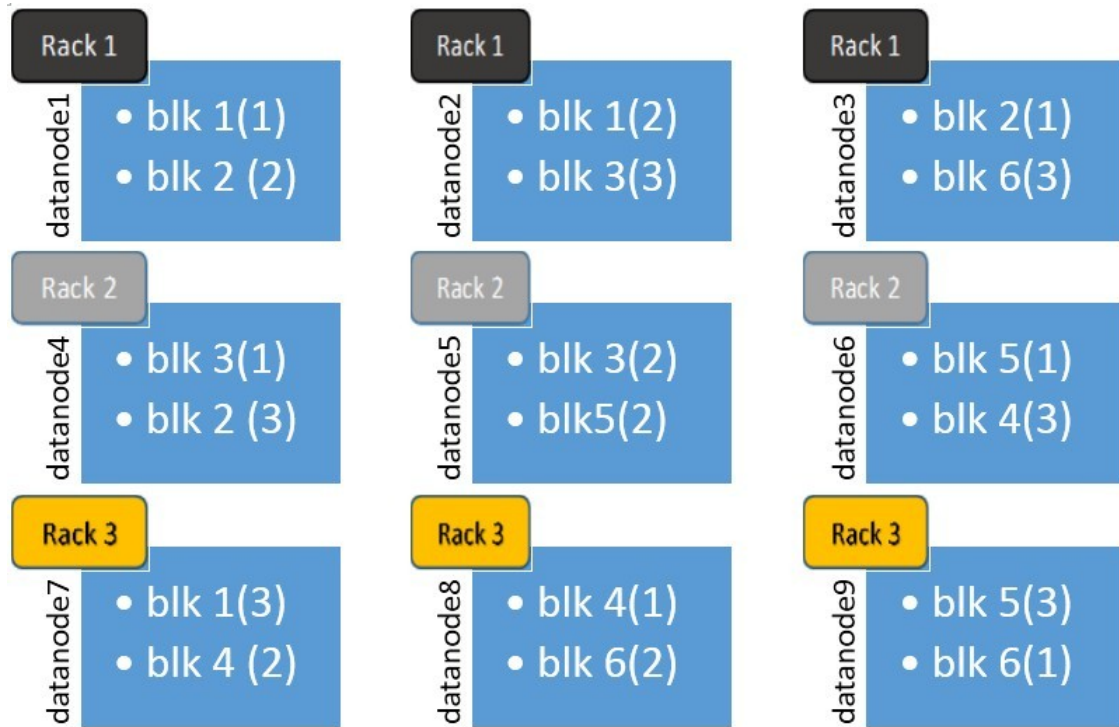 Rack 1
datanode1
• blk 1(1)
• blk 2 (2)
Rack 1
datanode2
• blk 1(2)
• blk 3(3)
Rack 1
datanode3
• blk 2(1)
• blk 6(3)
Rack 2
datanode4
• blk 3(1)
• blk 2 (3)
Rack 2
datanode5
• blk 3(2)
• blk5(2)
Rack 2
datanode6
• blk 5(1)
• blk 4(3)
Rack 3
datanode7
• blk 1(3)
• blk 4 (2)
Rack 3
datanode8
• blk 4(1)
• blk 6(2)
Rack 3
datanode9
• blk 5(3)
• blk 6(1)